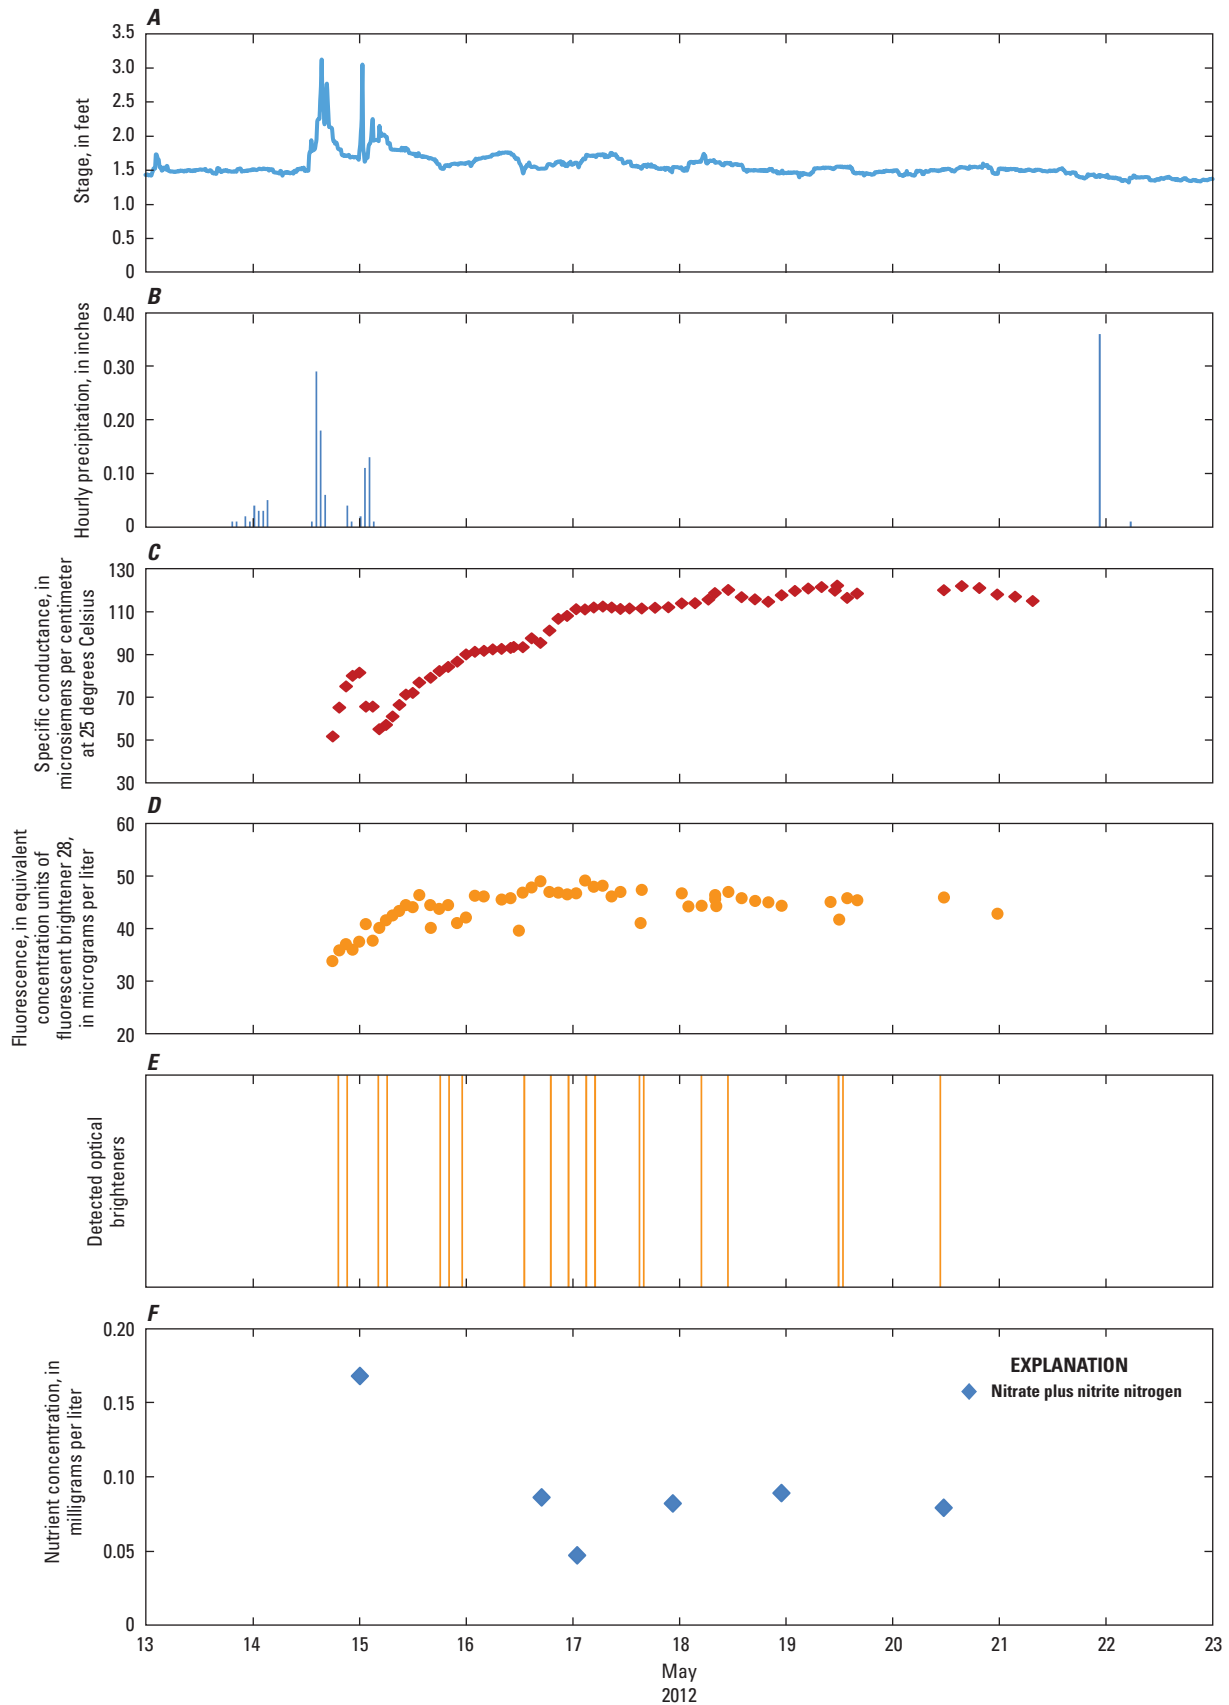 A
Stage, in feet
3.5
3.0
2.5
2.0
1.5
1.0
0.5
0
B
Hourly precipitation, in inches
0.40
0.30
0.20
0.10
0
C
Specific conductance, in
microsiemens per centimeter
at 25 degrees Celsius
130
110
90
70
50
30
D
Fluorescence, in equivalent
concentration units of
fluorescent brightener 28,
in micrograms per liter
60
50
40
30
20
E
Detected optical
brighteners
F
Nutrient concentration, in
milligrams per liter
0.20
0.15
0.10
0.05
0
EXPLANATION
Nitrate plus nitrite nitrogen
13 14 15 16 17 18 19 20 21 22 23
May
2012